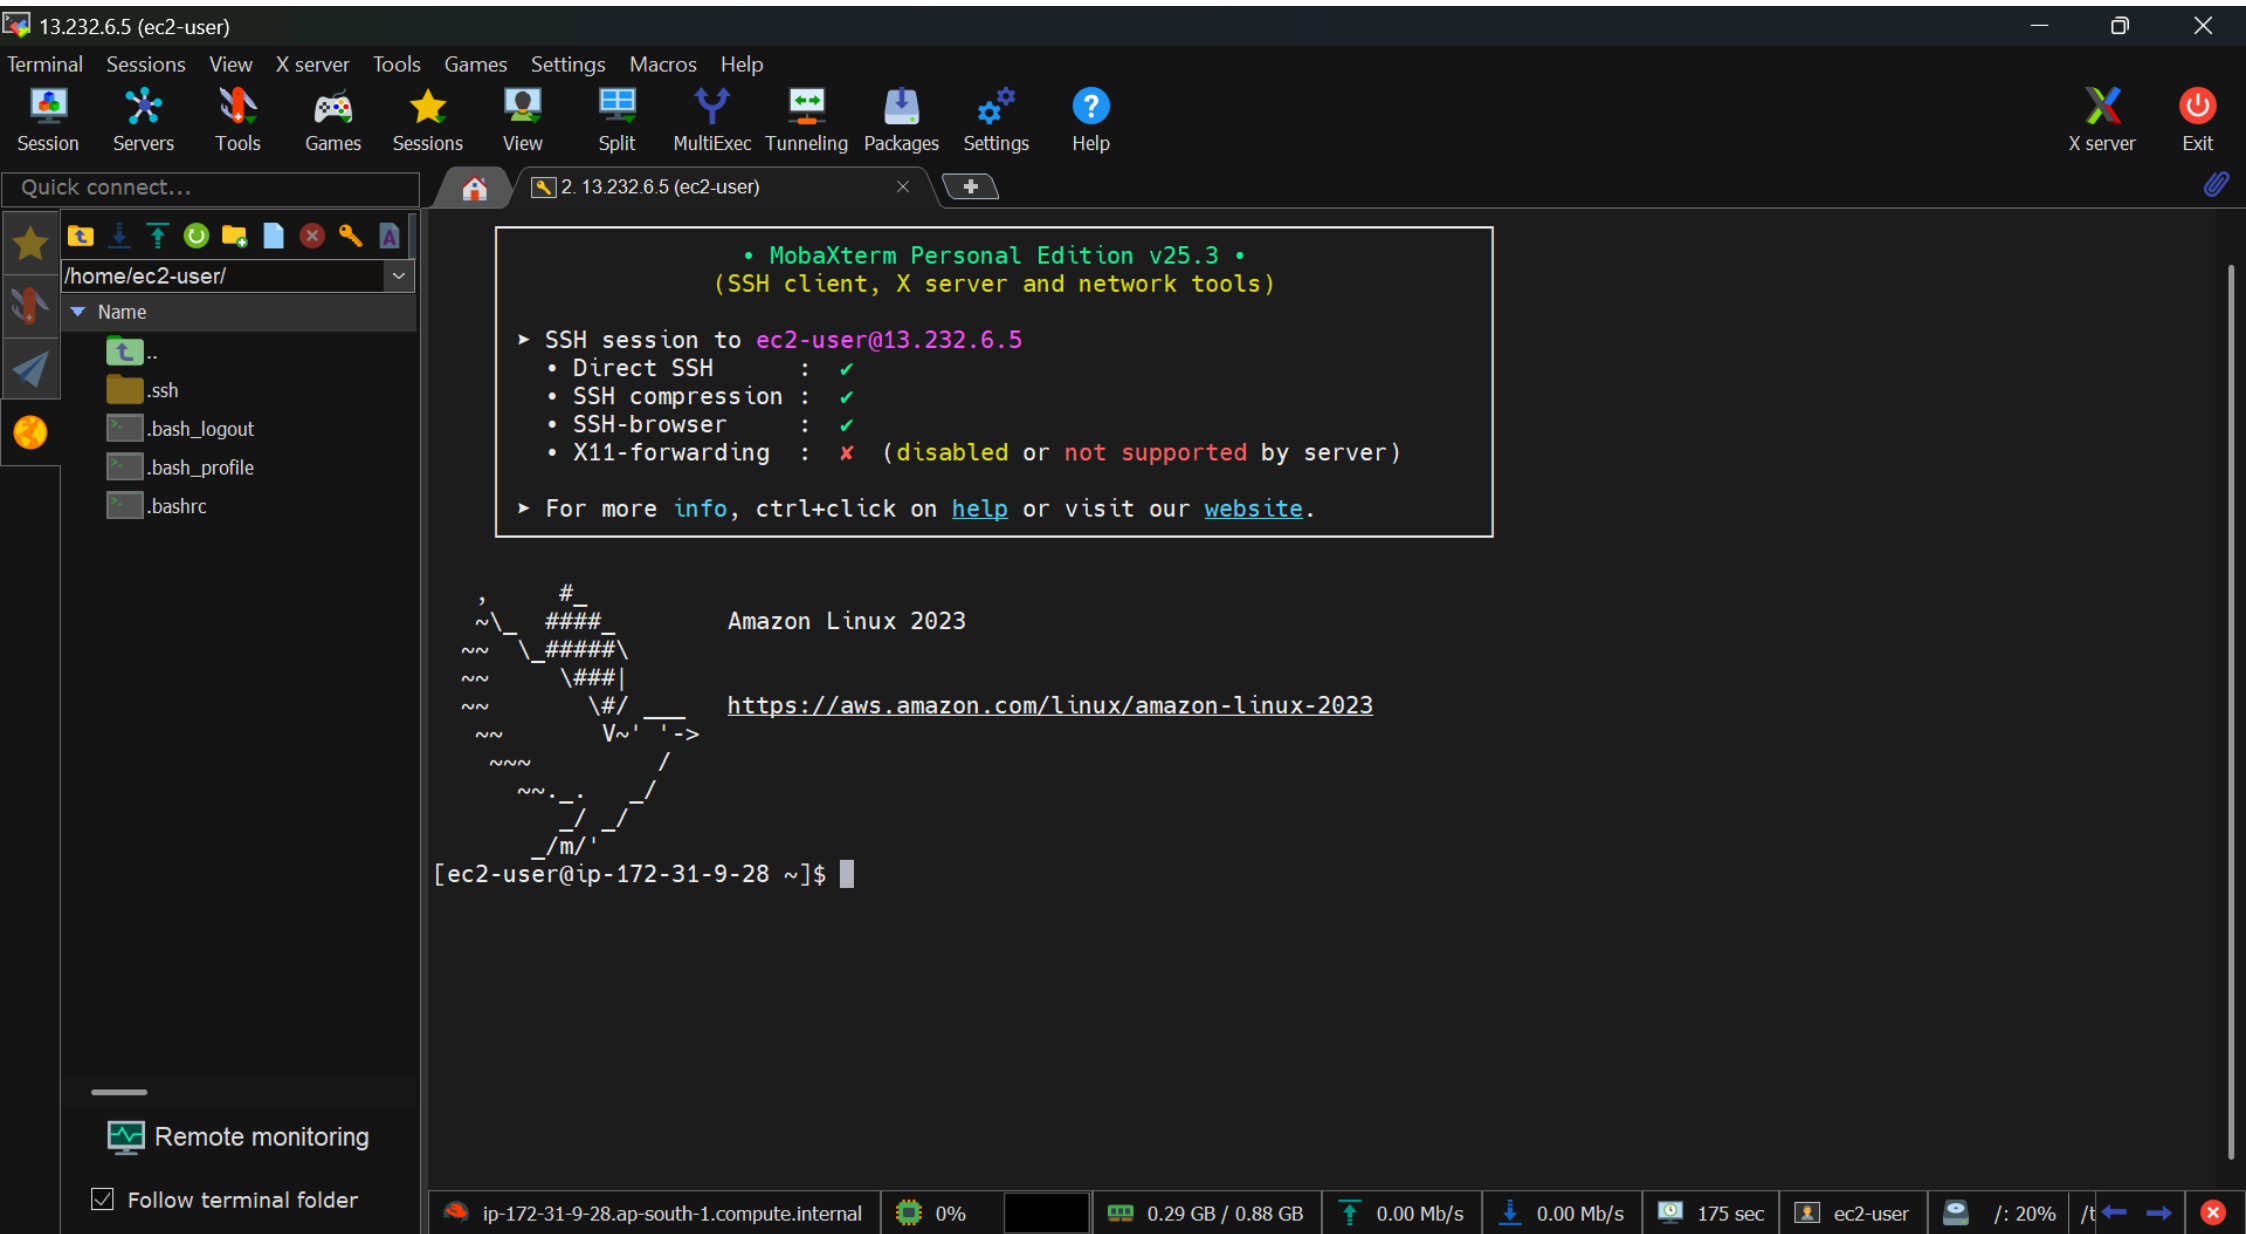 13.232.6.5 (ec2-user)
Terminal Sessions View X server Tools Games Settings Macros Help
Session Servers Tools Games Sessions View Split MultiExec Tunneling Packages Settings Help X server Exit
Quick connect...
2. 13.232.6.5 (ec2-user)
/home/ec2-user/
Name
..
.ssh
.bash_logout
.bash_profile
.bashrc
Remote monitoring
Follow terminal folder
• MobaXterm Personal Edition v25.3 •
(SSH client, X server and network tools)
➤ SSH session to ec2-user@13.232.6.5
• Direct SSH : ✔
• SSH compression : ✔
• SSH-browser : ✔
• X11-forwarding : ✘ (disabled or not supported by server)
➤ For more info, ctrl+click on help or visit our website.
   ,     #_
   ~\_  ####_        Amazon Linux 2023
  ~~  \_#####\
  ~~     \###|
  ~~       \#/ ___   https://aws.amazon.com/linux/amazon-linux-2023
   ~~       V~' '->
    ~~~         /
      ~~._.   _/
         _/ _/
       _/m/'
[ec2-user@ip-172-31-9-28 ~]$
ip-172-31-9-28.ap-south-1.compute.internal 0% 0.29 GB / 0.88 GB 0.00 Mb/s 0.00 Mb/s 175 sec ec2-user /: 20% /t